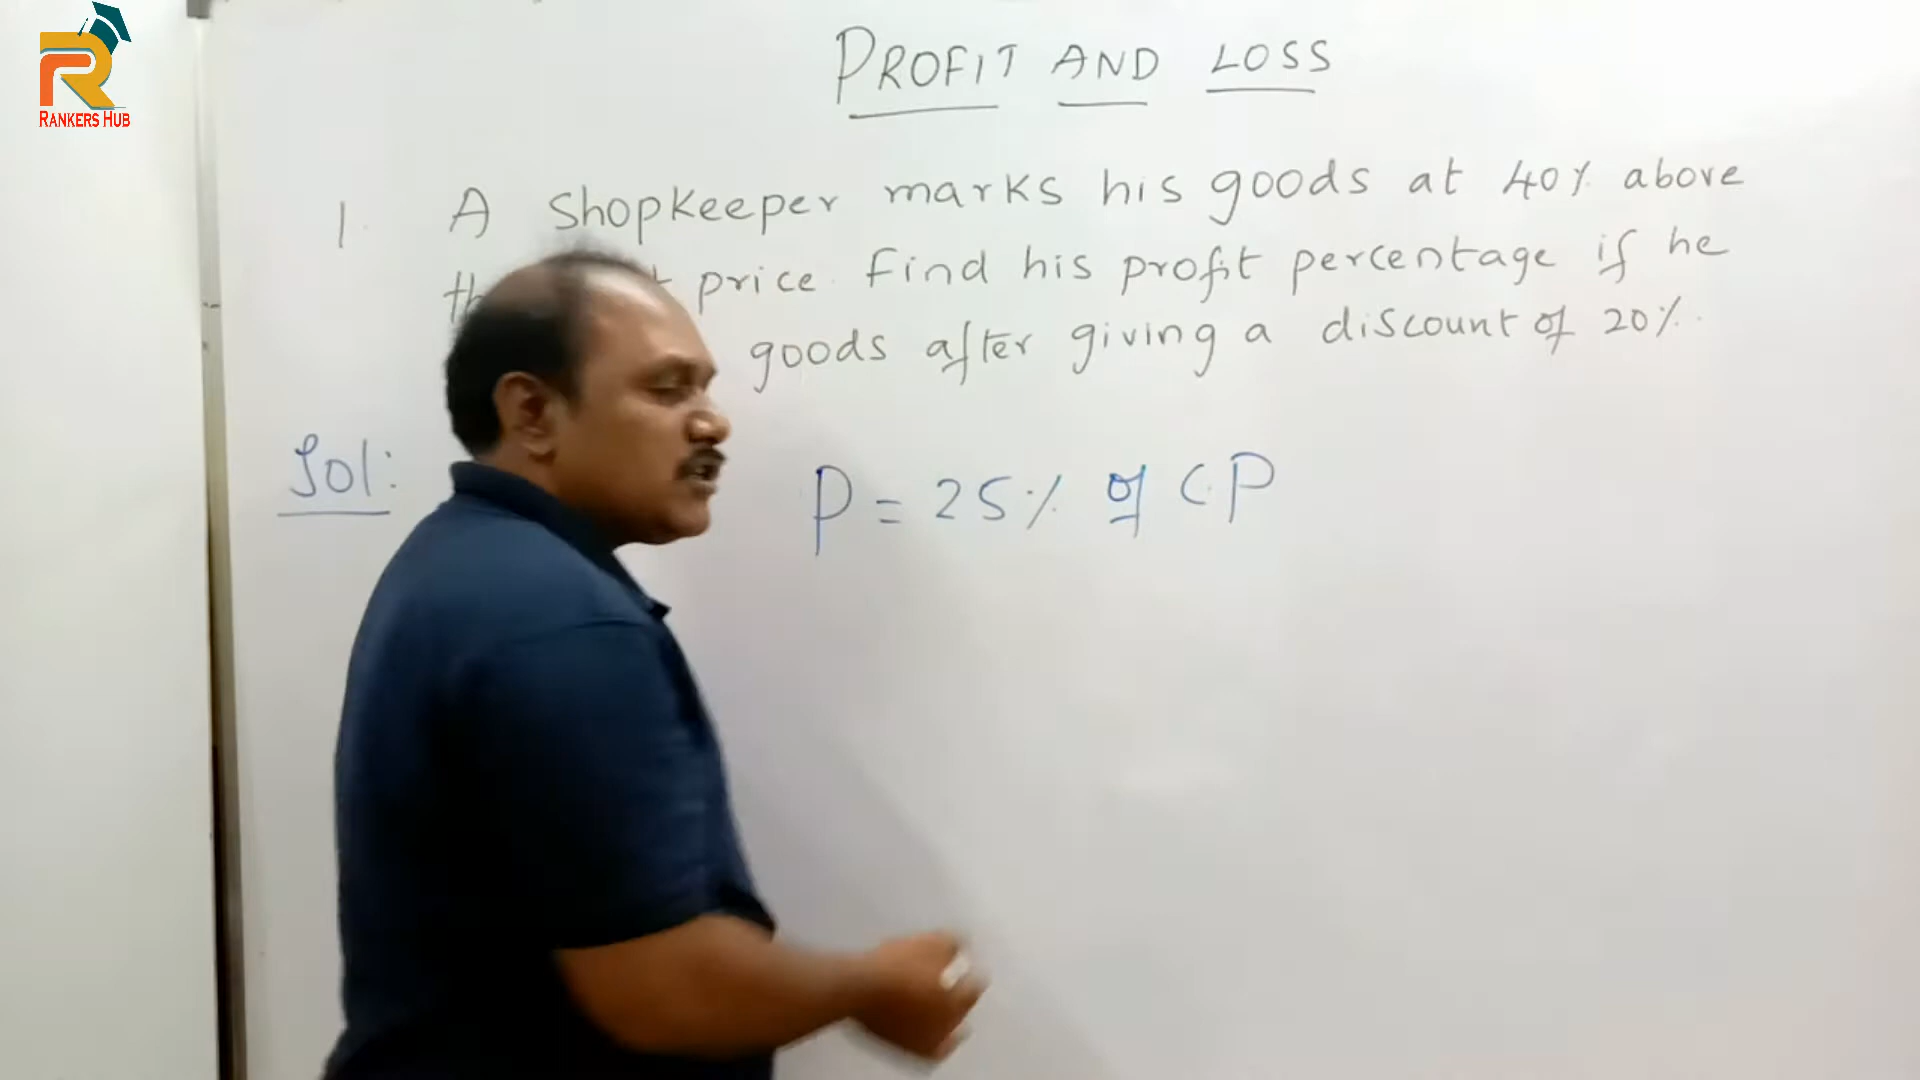 RANKERS HUB
PROFIT AND LOSS
1. A Shopkeeper marks his goods at 40% above
price. Find his profit percentage if he
goods after giving a discount of 20%.
Sol:
P = 25% of CP